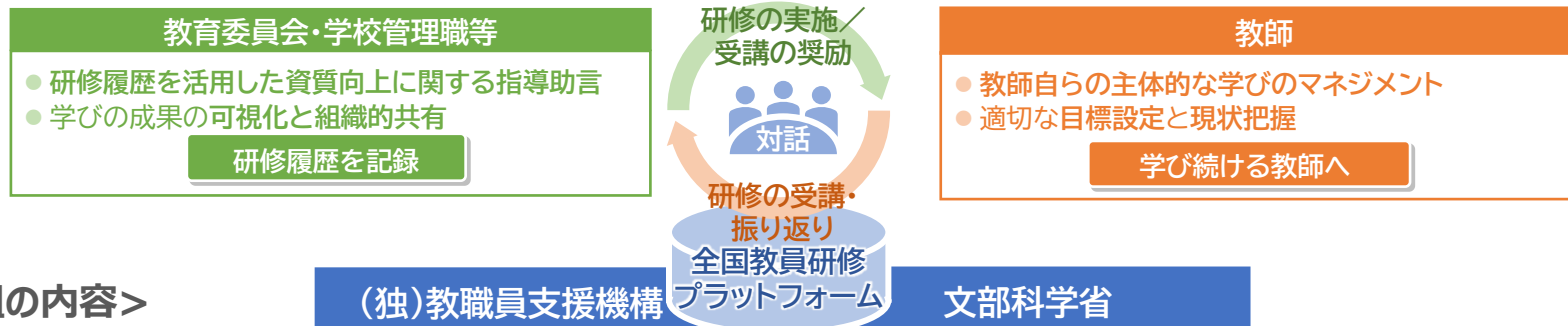 教育委員会・学校管理職等
● 研修履歴を活用した資質向上に関する指導助言
● 学びの成果の可視化と組織的共有
研修履歴を記録
研修の実施／
受講の奨励
対話
研修の受講・
振り返り
教師
● 教師自らの主体的な学びのマネジメント
● 適切な目標設定と現状把握
学び続ける教師へ
全国教員研修
プラットフォーム
の内容>
（独）教職員支援機構
文部科学省